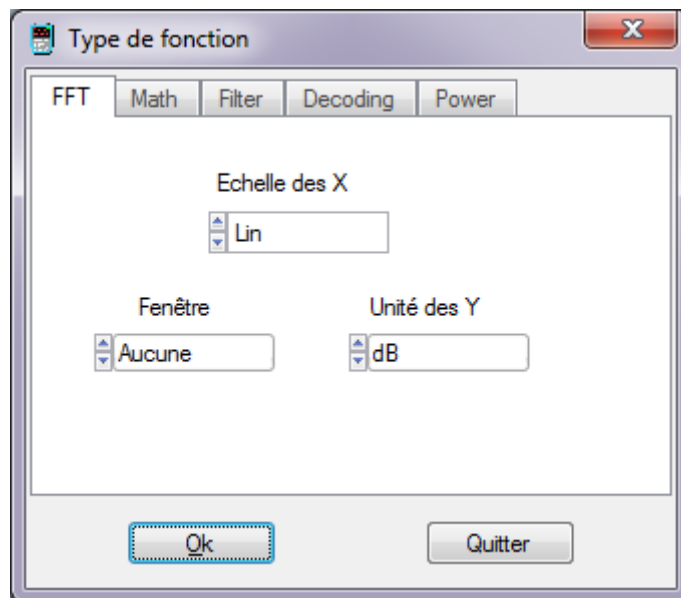 Type de fonction
FFT Math Filter Decoding Power
Echelle des X
Lin
Fenêtre Unité des Y
Aucune dB
Ok Quitter